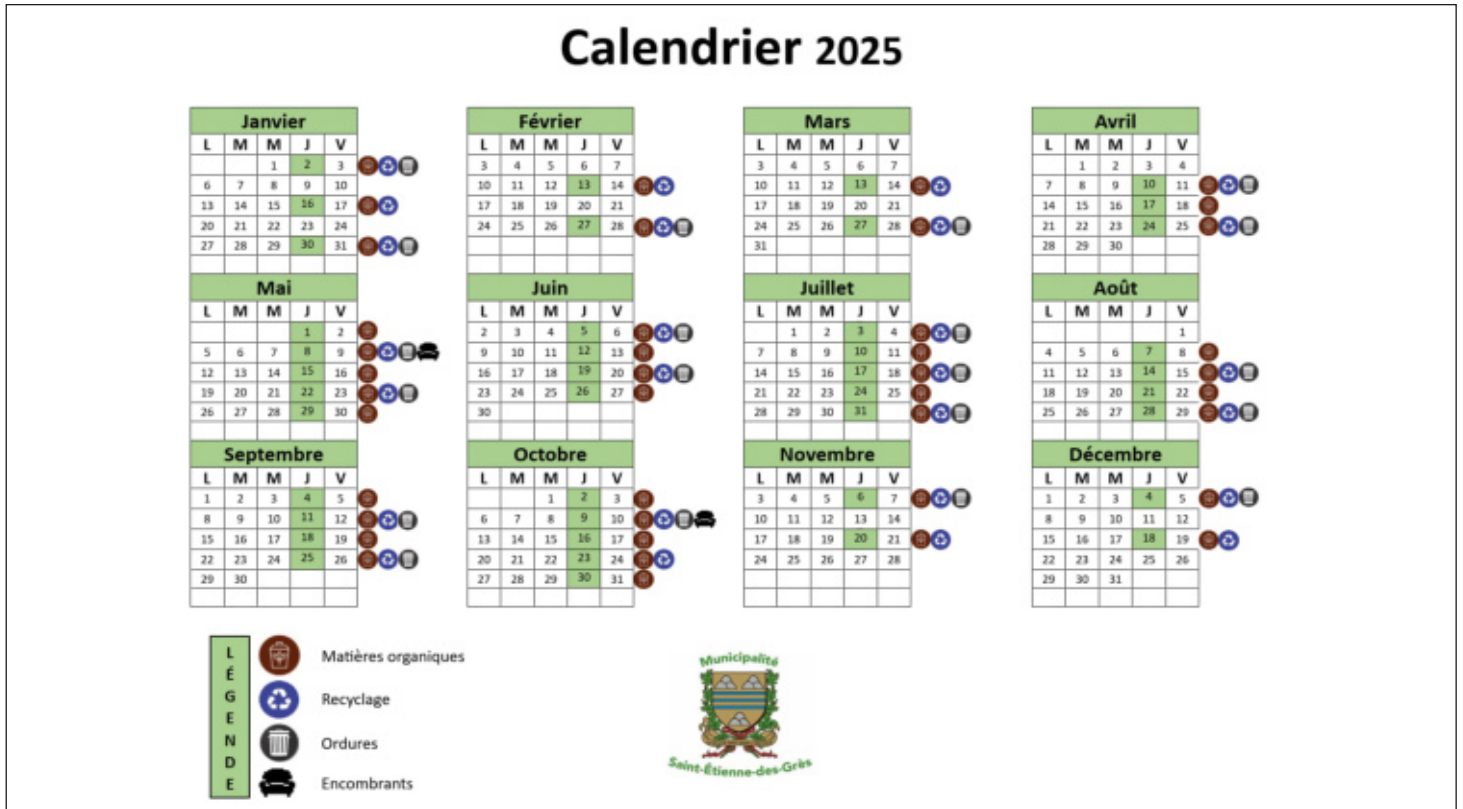 Calendrier 2025
Janvier
L M M J V
1 2 3
6 7 8 9 10
13 14 15 16 17
20 21 22 23 24
27 28 29 30 31
Février
L M M J V
3 4 5 6 7
10 11 12 13 14
17 18 19 20 21
24 25 26 27 28
Mars
L M M J V
3 4 5 6 7
10 11 12 13 14
17 18 19 20 21
24 25 26 27 28
31
Avril
L M M J V
1 2 3 4
7 8 9 10 11
14 15 16 17 18
21 22 23 24 25
28 29 30
Mai
L M M J V
1 2
5 6 7 8 9
12 13 14 15 16
19 20 21 22 23
26 27 28 29 30
Juin
L M M J V
2 3 4 5 6
9 10 11 12 13
16 17 18 19 20
23 24 25 26 27
30
Juillet
L M M J V
1 2 3 4
7 8 9 10 11
14 15 16 17 18
21 22 23 24 25
28 29 30 31
Août
L M M J V
1
4 5 6 7 8
11 12 13 14 15
18 19 20 21 22
25 26 27 28 29
Septembre
L M M J V
1 2 3 4 5
8 9 10 11 12
15 16 17 18 19
22 23 24 25 26
29 30
Octobre
L M M J V
1 2 3
6 7 8 9 10
13 14 15 16 17
20 21 22 23 24
27 28 29 30 31
Novembre
L M M J V
3 4 5 6 7
10 11 12 13 14
17 18 19 20 21
24 25 26 27 28
Décembre
L M M J V
1 2 3 4 5
8 9 10 11 12
15 16 17 18 19
22 23 24 25 26
29 30 31
LÉGENDE
Matières organiques
Recyclage
Ordures
Encombrants
Municipalité
Saint-Étienne-des-Grès